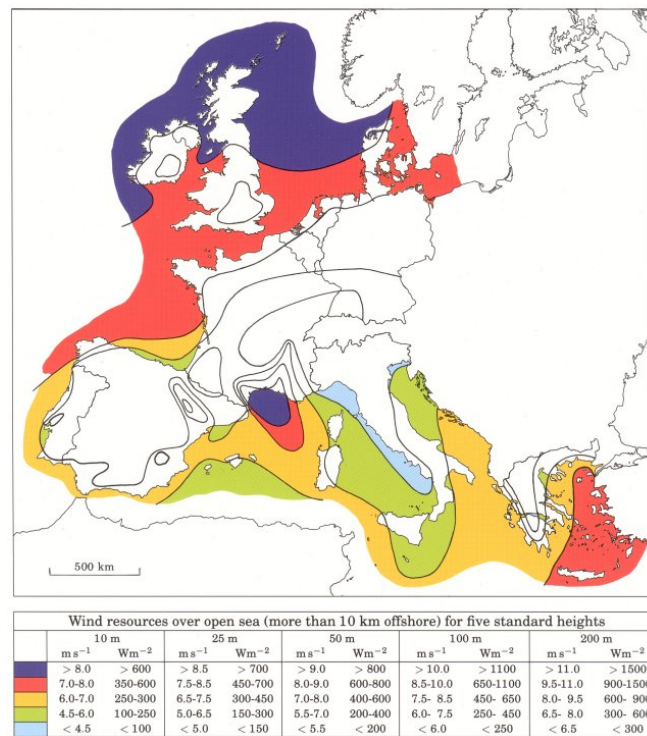 500 km
Wind resources over open sea (more than 10 km offshore) for five standard heights
10 m 25 m 50 m 100 m 200 m
m s⁻¹ Wm⁻² m s⁻¹ Wm⁻² m s⁻¹ Wm⁻² m s⁻¹ Wm⁻² m s⁻¹ Wm⁻²
> 8.0 > 600 > 8.5 > 700 > 9.0 > 800 > 10.0 > 1100 > 11.0 > 1500
7.0-8.0 350-600 7.5-8.5 450-700 8.0-9.0 600-800 8.5-10.0 650-1100 9.5-11.0 900-1500
6.0-7.0 250-300 6.5-7.5 300-450 7.0-8.0 400-600 7.5- 8.5 450- 650 8.0- 9.5 600- 900
4.5-6.0 100-250 5.0-6.5 150-300 5.5-7.0 200-400 6.0- 7.5 250- 450 6.5- 8.0 300- 600
< 4.5 < 100 < 5.0 < 150 < 5.5 < 200 < 6.0 < 250 < 6.5 < 300